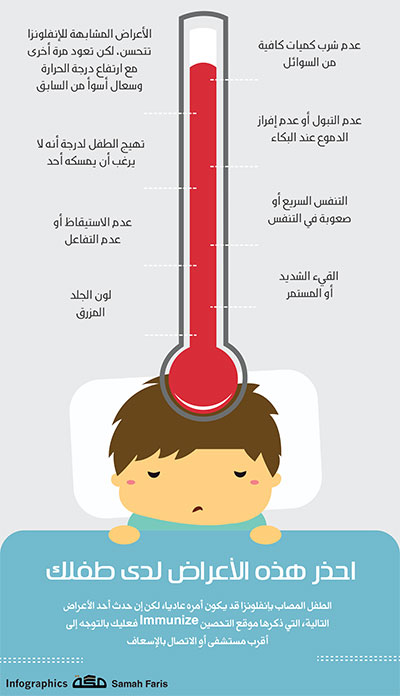 عدم شرب كميات كافية
من السوائل
عدم التبول أو عدم إفراز
الدموع عند البكاء
التنفس السريع أو
صعوبة في التنفس
القيء الشديد
أو المستمر
الأعراض المشابهة للإنفلونزا
تتحسن، لكن تعود مرة أخرى
مع ارتفاع درجة الحرارة
وسعال أسوأ من السابق
تهيج الطفل لدرجة أنه لا
يرغب أن يمسكه أحد
عدم الاستيقاظ أو
عدم التفاعل
لون الجلد
المزرق
احذر هذه الأعراض لدى طفلك
الطفل المصاب بإنفلونزا قد يكون أمره عاديا، لكن إن حدث أحد الأعراض
التالية، التي ذكرها موقع التحصين Immunize فعليك بالتوجه إلى
أقرب مستشفى أو الاتصال بالإسعاف
Infographics مكة Samah Faris